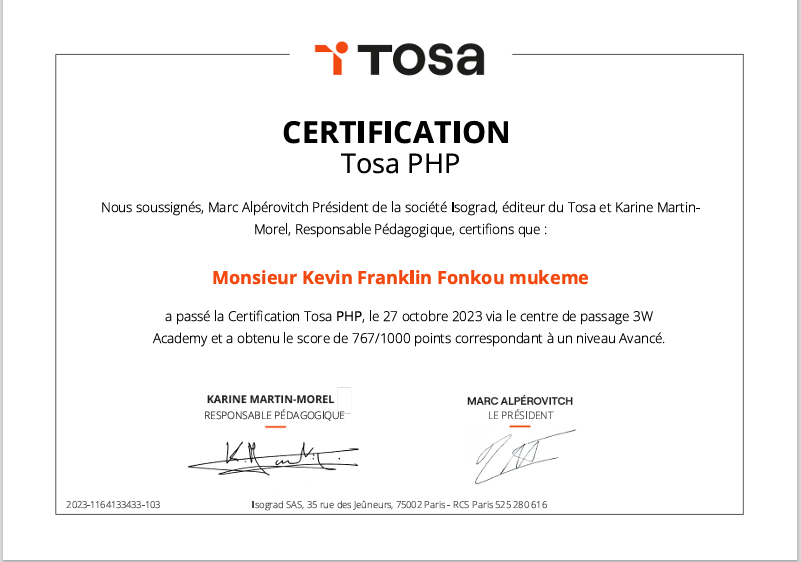 TOSA
CERTIFICATION
Tosa PHP
Nous soussignés, Marc Alpérovitch Président de la société Isograd, éditeur du Tosa et Karine Martin-
Morel, Responsable Pédagogique, certifions que :
Monsieur Kevin Franklin Fonkou mukeme
a passé la Certification Tosa PHP, le 27 octobre 2023 via le centre de passage 3W
Academy et a obtenu le score de 767/1000 points correspondant à un niveau Avancé.
KARINE MARTIN-MOREL
RESPONSABLE PÉDAGOGIQUE
MARC ALPÉROVITCH
LE PRÉSIDENT
2023-1164133433-103
Isograd SAS, 35 rue des Jeûneurs, 75002 Paris - RCS Paris 525 280 616